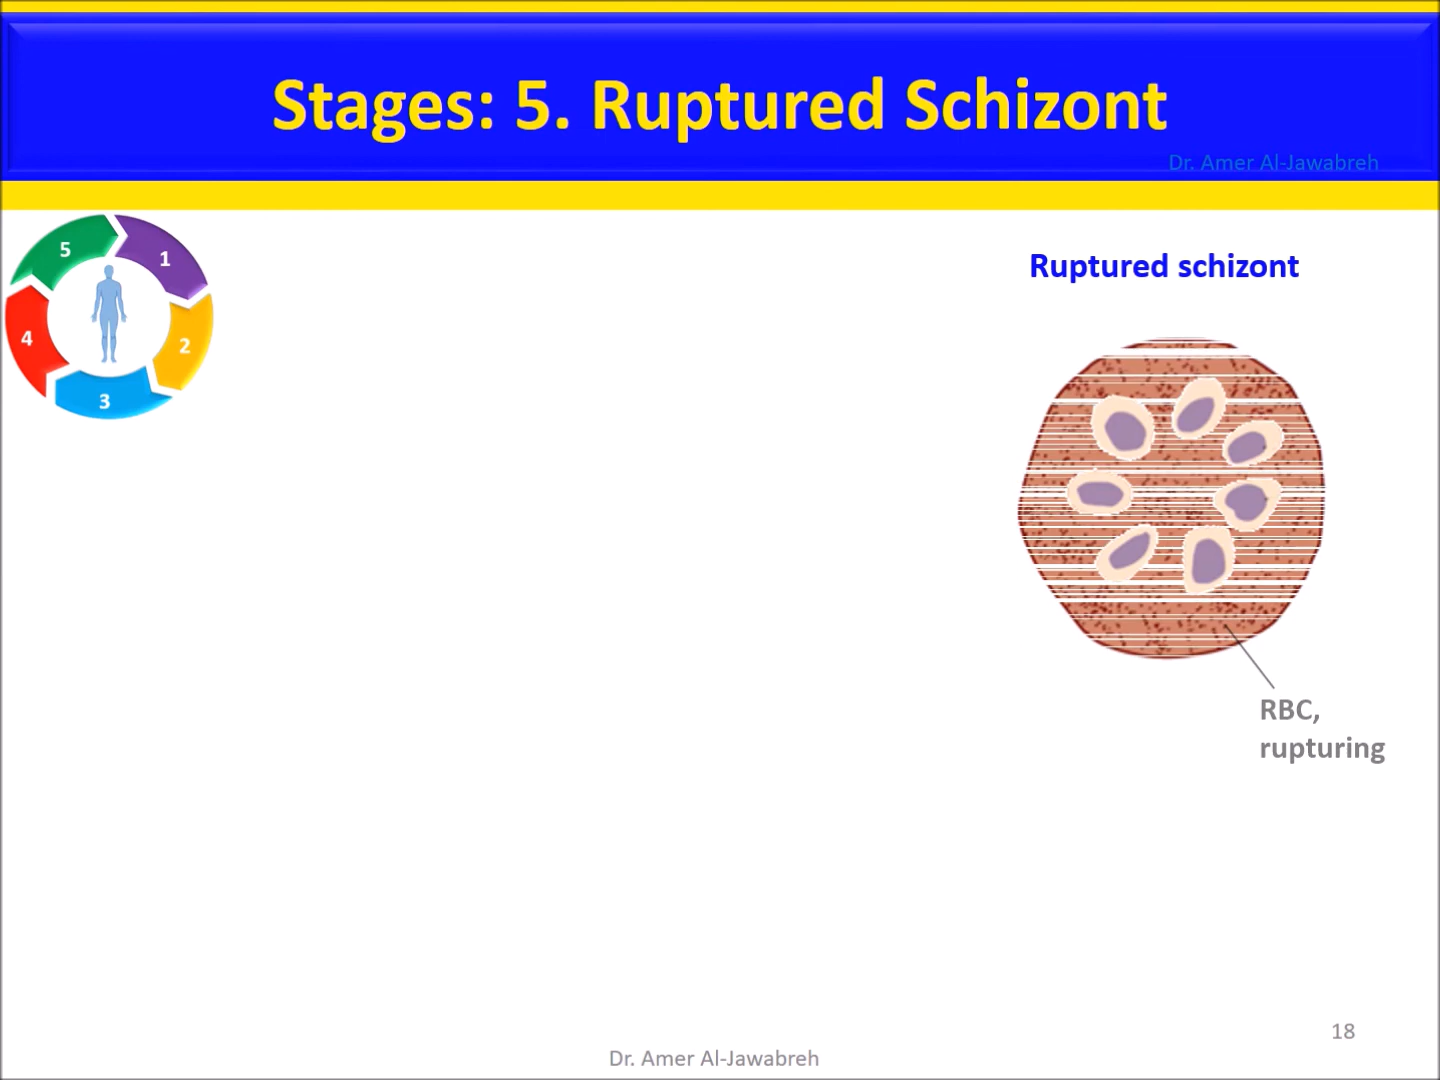 Stages: 5. Ruptured Schizont
Dr. Amer Al-Jawabreh
5
1
4
2
3
Ruptured schizont
RBC,
rupturing
18
Dr. Amer Al-Jawabreh